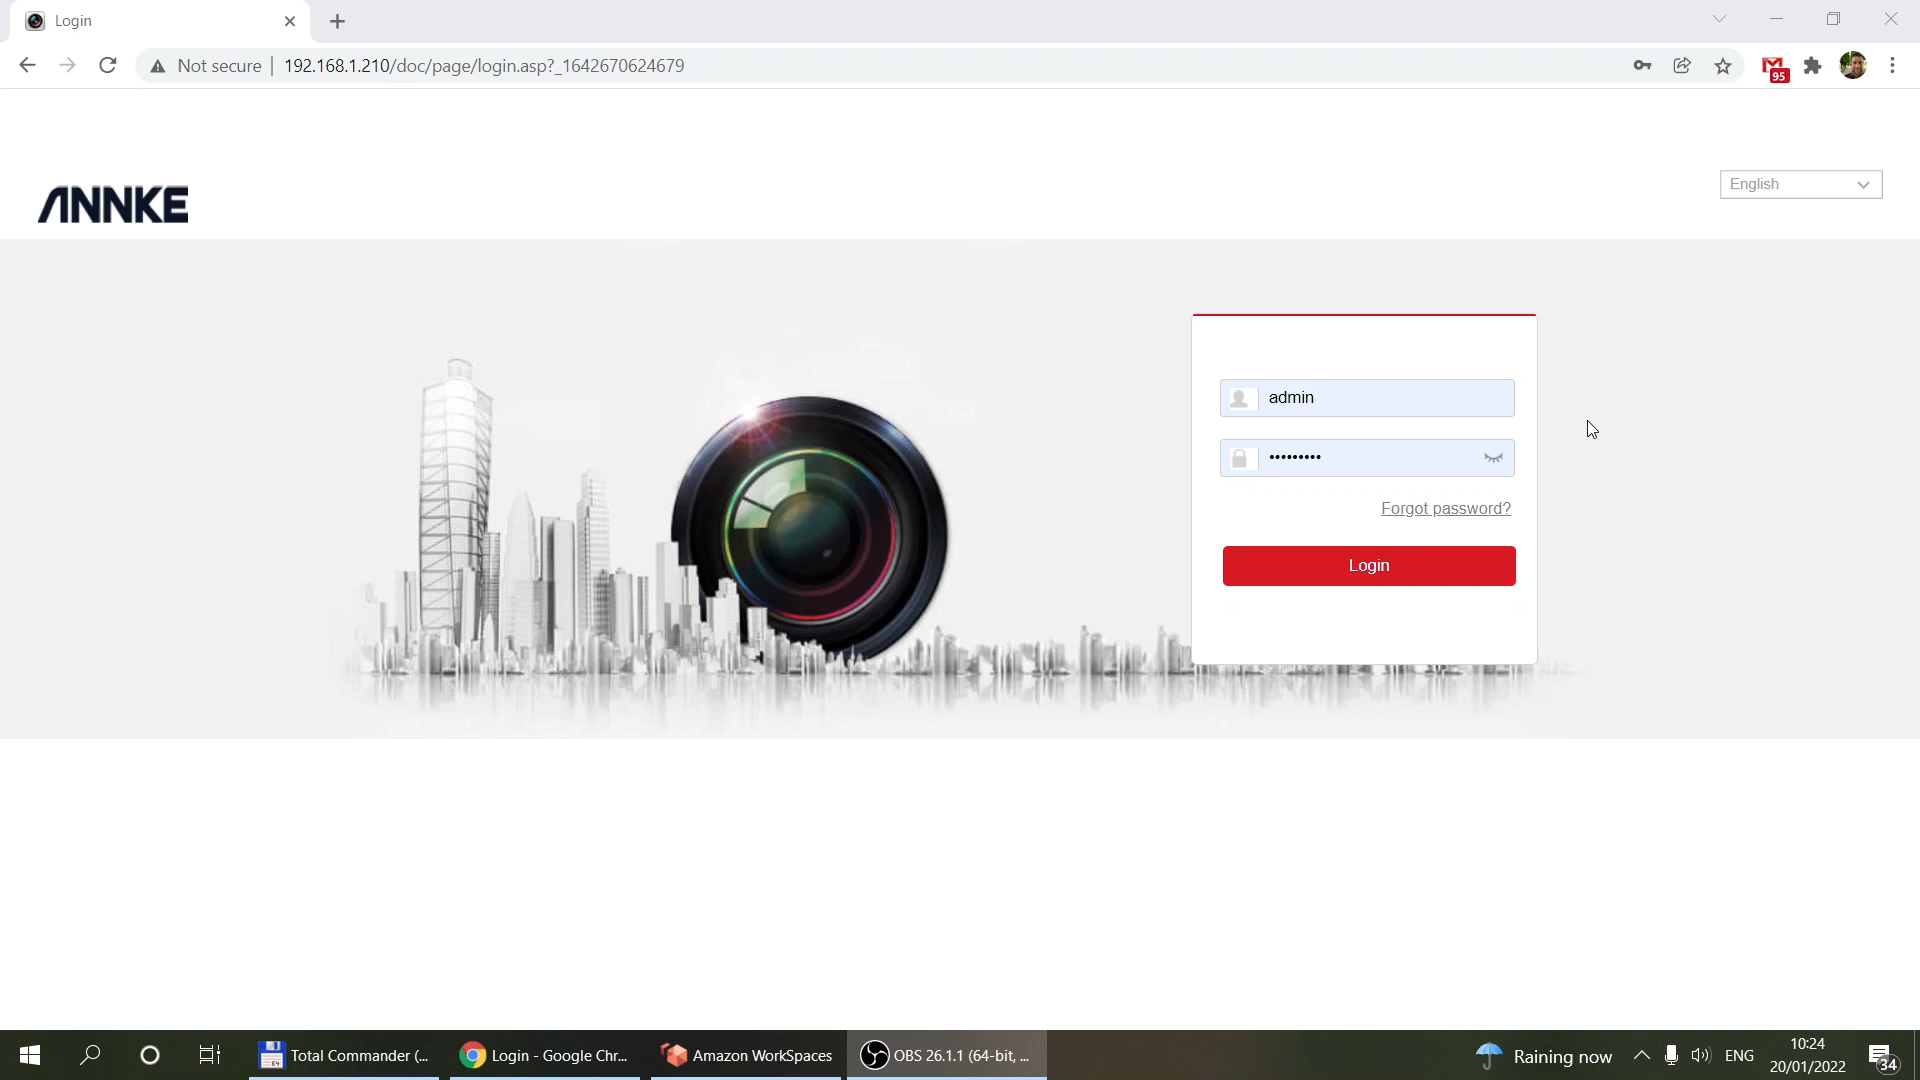 Login
Not secure
192.168.1.210/doc/page/login.asp?_1642670624679
95
ANNKE
English
admin
•••••••••
Forgot password?
Login
64
Total Commander (...
Login - Google Chr...
Amazon WorkSpaces
OBS 26.1.1 (64-bit, ...
Raining now
ENG
10:24
20/01/2022
34